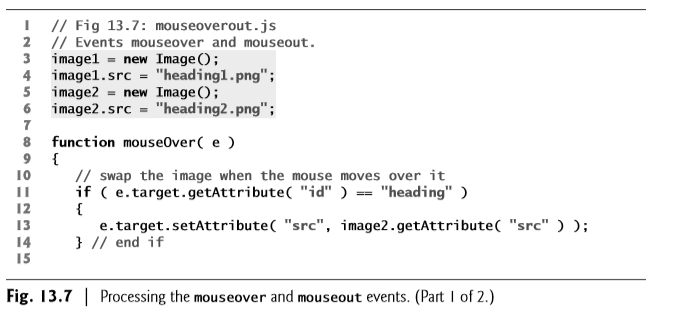 1 // Fig 13.7: mouseoverout.js
2 // Events mouseover and mouseout.
3 image1 = new Image();
4 image1.src = "heading1.png";
5 image2 = new Image();
6 image2.src = "heading2.png";
7
8 function mouseOver( e )
9 {
10 // swap the image when the mouse moves over it
11 if ( e.target.getAttribute( "id" ) == "heading" )
12 {
13 e.target.setAttribute( "src", image2.getAttribute( "src" ) );
14 } // end if
15
Fig. 13.7 | Processing the mouseover and mouseout events. (Part 1 of 2.)